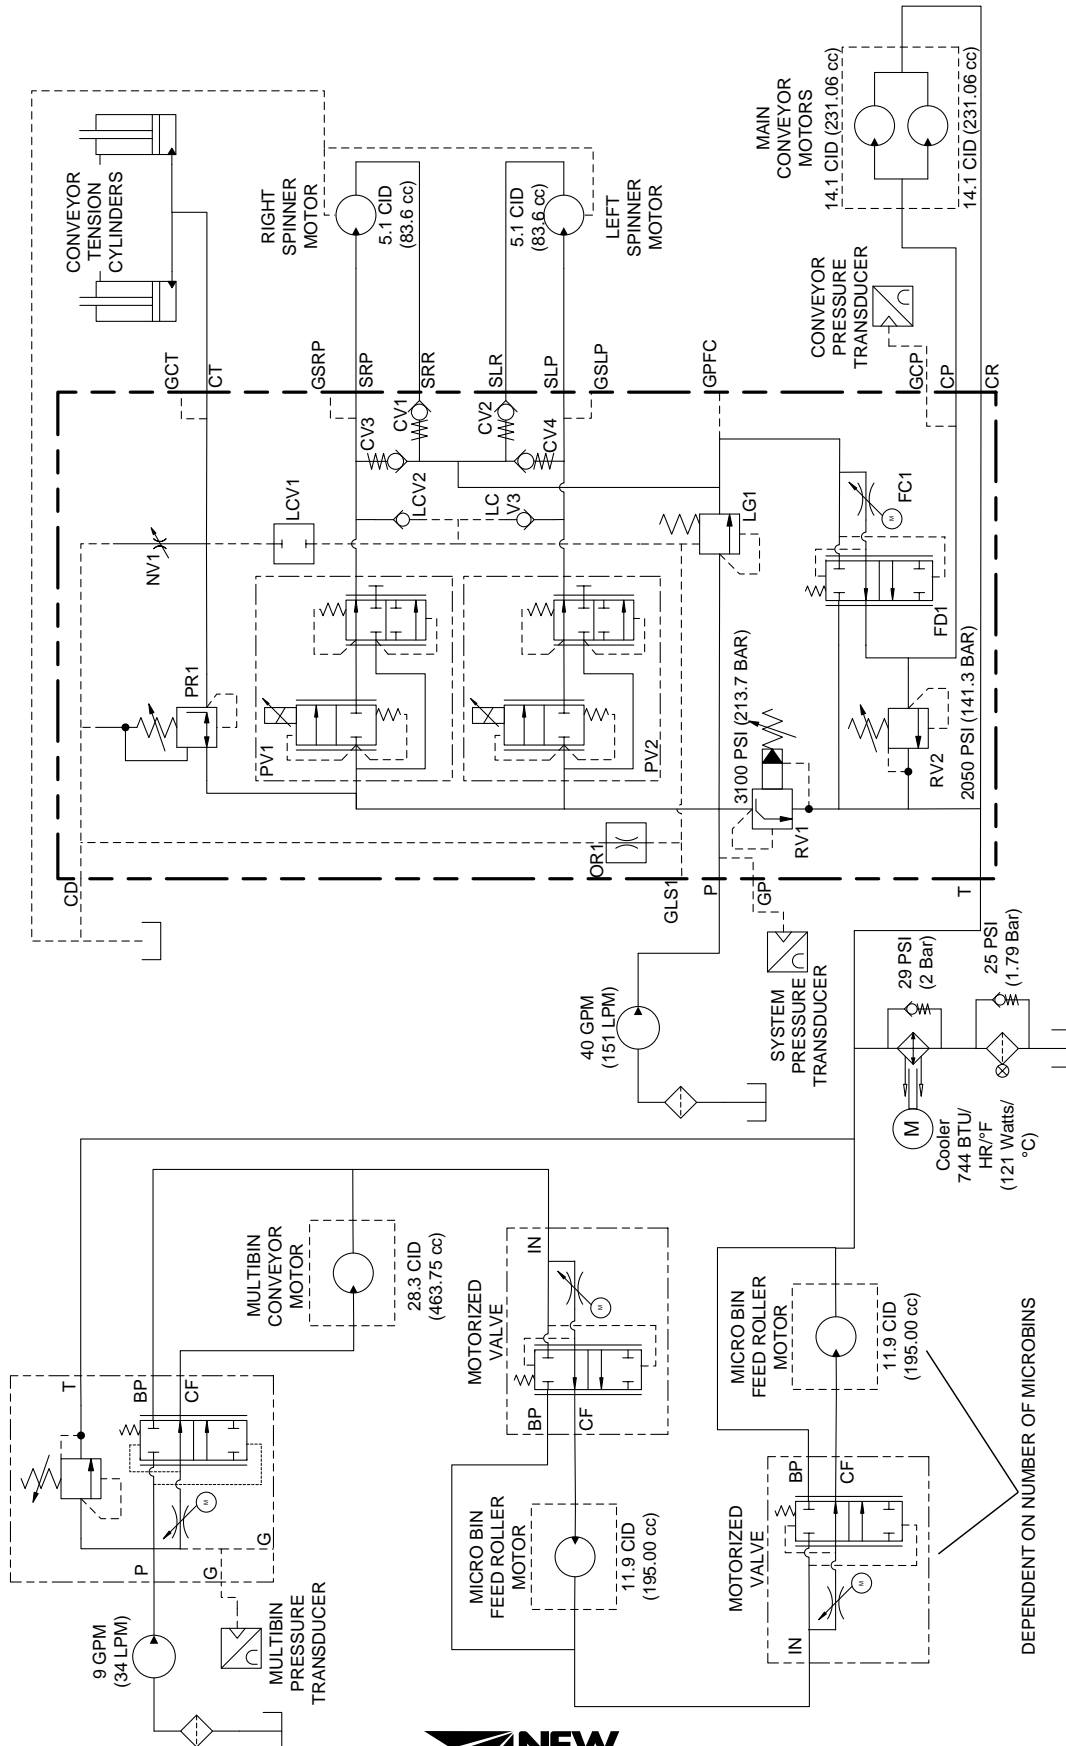 CONVEYOR
TENSION
CYLINDERS
RIGHT
SPINNER
MOTOR
5.1 CID
(83.6 cc)
5.1 CID
(83.6 cc)
LEFT
SPINNER
MOTOR
MAIN
CONVEYOR
MOTORS
14.1 CID (231.06 cc)
14.1 CID (231.06 cc)
CONVEYOR
PRESSURE
TRANSDUCER
GCT
CT
GSRP
SRP
SRR
SLR
SLP
GSLP
GPFC
GCP
CP
CR
CV3
CV1
CV2
CV4
LCV2
LC
V3
LCV1
NV1
PR1
PV1
PV2
LG1
FC1
M
FD1
3100 PSI (213.7 BAR)
RV1
RV2
2050 PSI (141.3 BAR)
OR1
CD
GLS1
P
GP
T
40 GPM
(151 LPM)
SYSTEM
PRESSURE
TRANSDUCER
29 PSI
(2 Bar)
25 PSI
(1.79 Bar)
M
Cooler
744 BTU/
HR/°F
(121 Watts/
°C)
T
BP
CF
M
P
G
G
9 GPM
(34 LPM)
MULTIBIN
PRESSURE
TRANSDUCER
MULTIBIN
CONVEYOR
MOTOR
28.3 CID
(463.75 cc)
MOTORIZED
VALVE
IN
M
BP
CF
MICRO BIN
FEED ROLLER
MOTOR
11.9 CID
(195.00 cc)
MICRO BIN
FEED ROLLER
MOTOR
11.9 CID
(195.00 cc)
MOTORIZED
VALVE
BP
CF
M
IN
DEPENDENT ON NUMBER OF MICROBINS
NEW